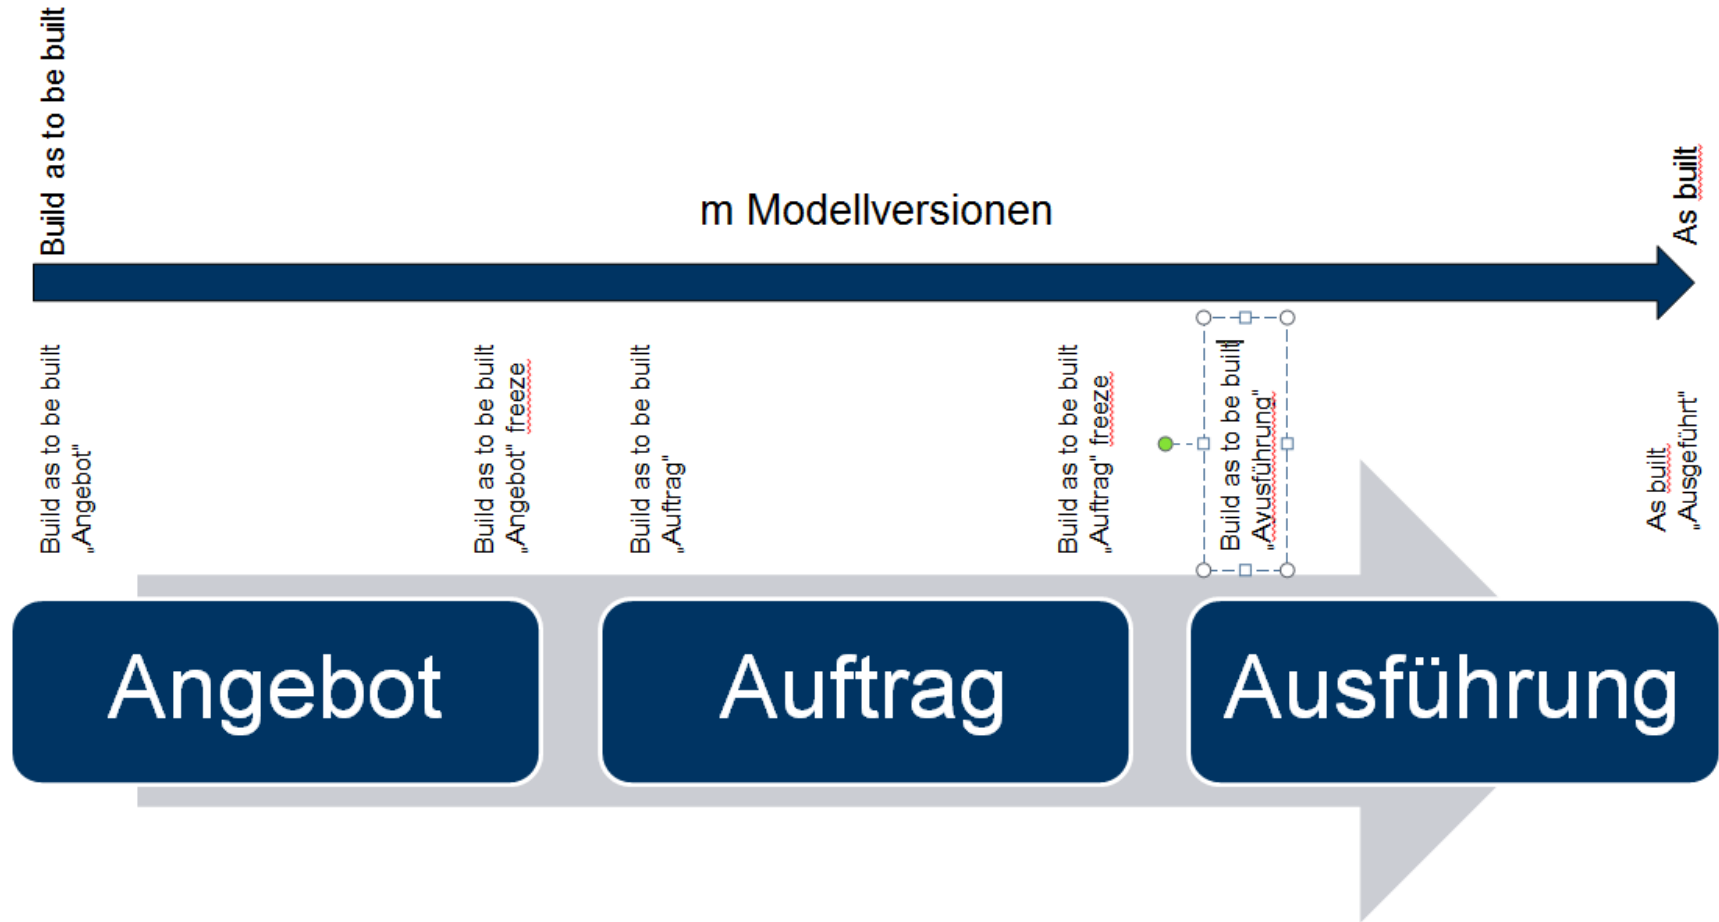 Build as to be built
As built
m Modellversionen
Build as to be built
„Angebot"
Build as to be built
„Angebot" freeze
Build as to be built
„Auftrag"
Build as to be built
„Auftrag" freeze
Build as to be built
„Avusführung"
As built
„Ausgeführt"
Angebot
Auftrag
Ausführung